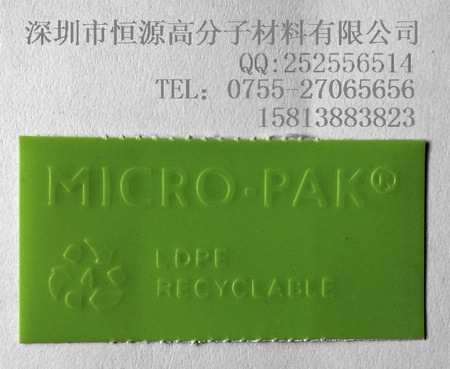 深圳市恒源高分子材料有限公司
QQ:252556514
TEL: 0755-27065656
15813883823
MICRO·PAK®
4 LDPE
RECYCLABLE